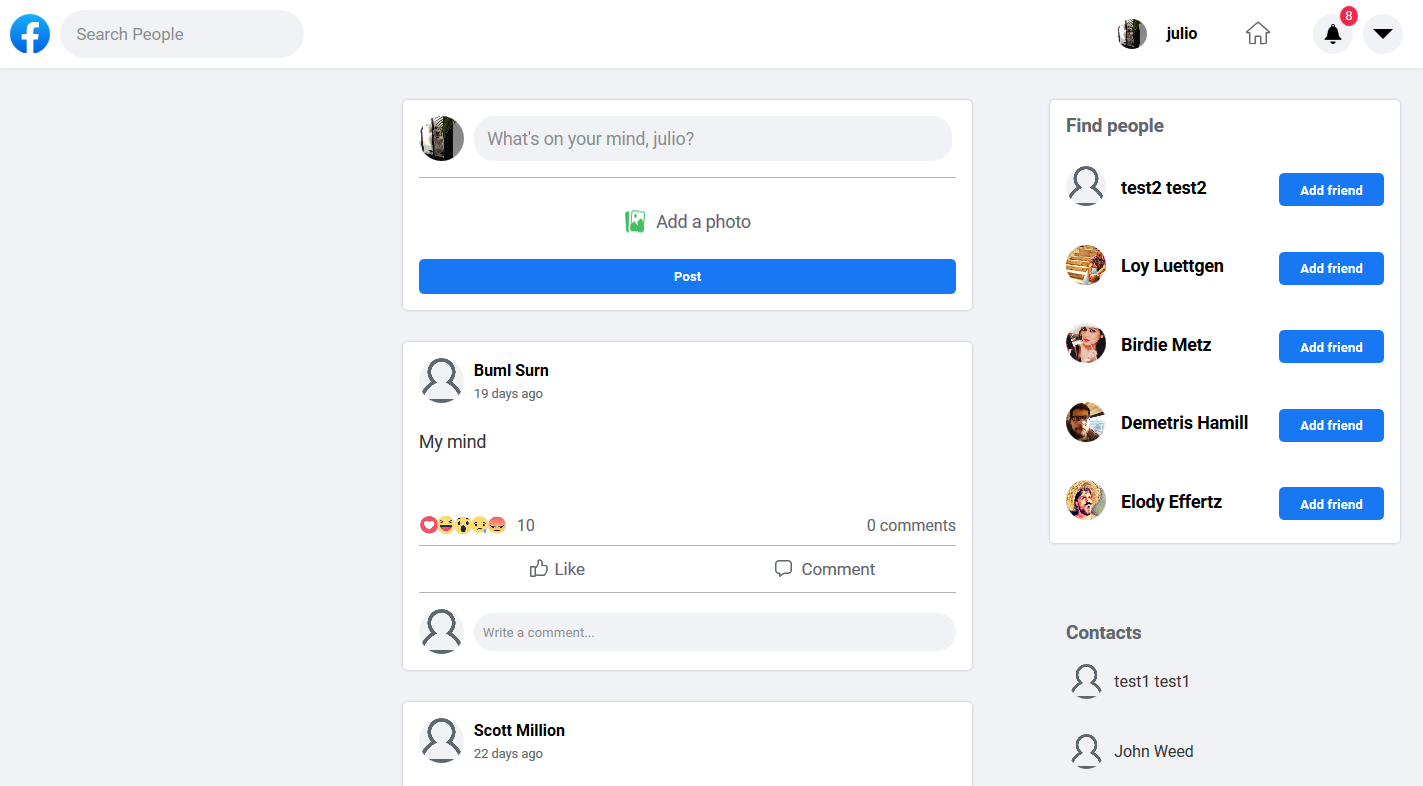 Search People
julio
8
What's on your mind, julio?
Add a photo
Post
Buml Surn
19 days ago
My mind
10
0 comments
Like
Comment
Write a comment...
Scott Million
22 days ago
Find people
test2 test2
Add friend
Loy Luettgen
Add friend
Birdie Metz
Add friend
Demetris Hamill
Add friend
Elody Effertz
Add friend
Contacts
test1 test1
John Weed